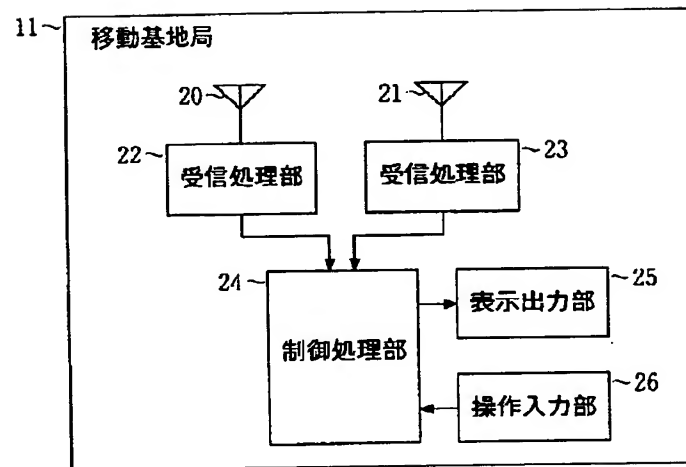 11
移動基地局
20
21
22
受信処理部
受信処理部
23
24
制御処理部
表示出力部
25
操作入力部
26